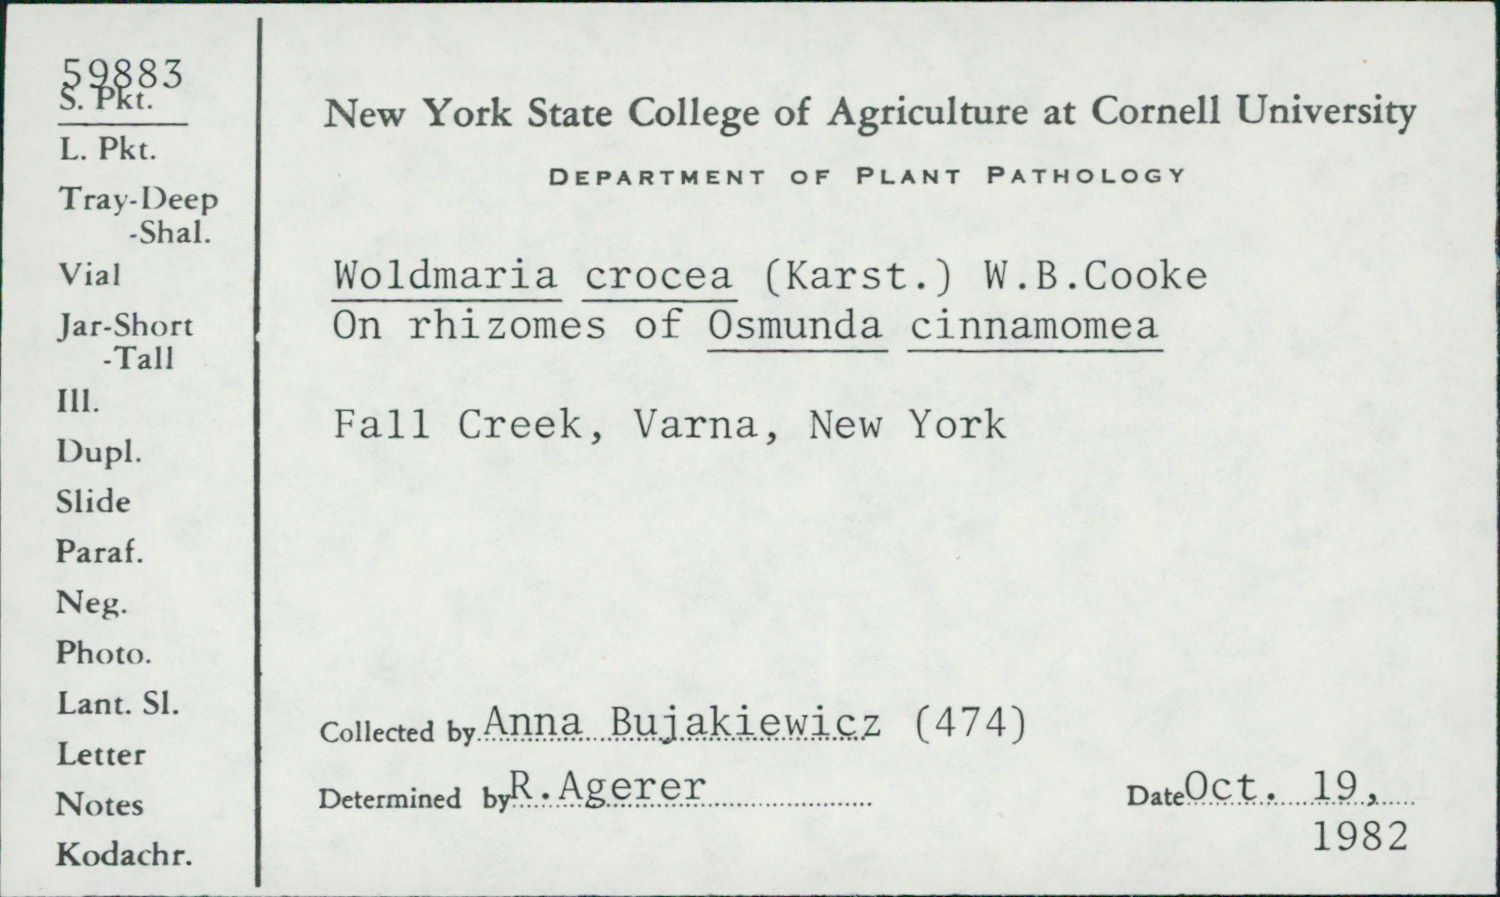 59883
S. Pkt.
L. Pkt.
Tray-Deep
-Shal.
Vial
Jar-Short
-Tall
Ill.
Dupl.
Slide
Paraf.
Neg.
Photo.
Lant. Sl.
Letter
Notes
Kodachr.
New York State College of Agriculture at Cornell University
DEPARTMENT OF PLANT PATHOLOGY
Woldmaria crocea (Karst.) W.B.Cooke
On rhizomes of Osmunda cinnamomea
Fall Creek, Varna, New York
Collected by Anna Bujakiewicz (474)
Determined by R.Agerer
Date Oct. 19,
1982